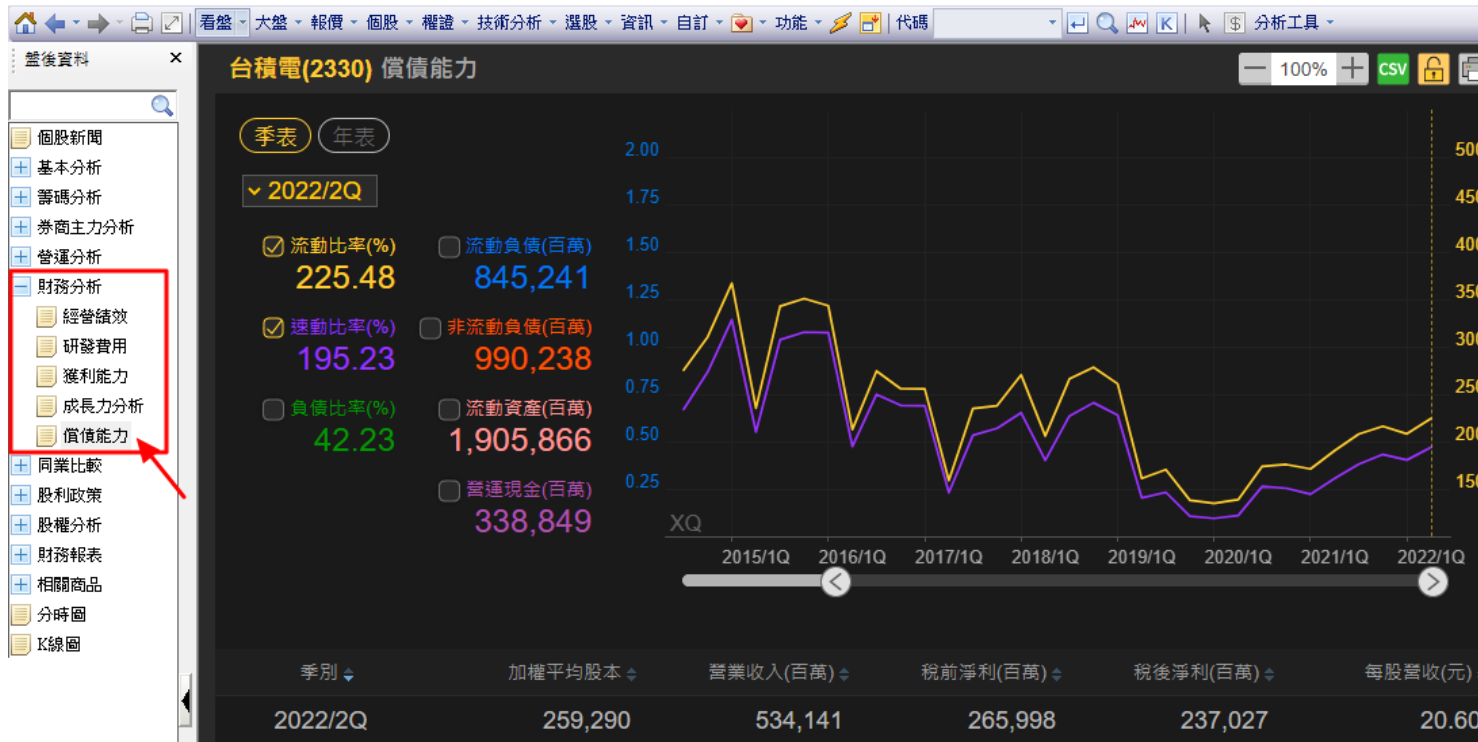 看盤 大盤 報價 個股 權證 技術分析 選股 資訊 自訂 功能 代碼 K $ 分析工具
盤後資料 ×
個股新聞
基本分析
籌碼分析
券商主力分析
營運分析
財務分析
經營績效
研發費用
獲利能力
成長力分析
償債能力
同業比較
股利政策
股權分析
財務報表
相關商品
分時圖
K線圖
台積電(2330) 償債能力
100% CSV
季表 年表
2022/2Q
流動比率(%) 流動負債(百萬)
225.48 845,241
速動比率(%) 非流動負債(百萬)
195.23 990,238
負債比率(%) 流動資產(百萬)
42.23 1,905,866
營運現金(百萬)
338,849
2.00
1.75
1.50
1.25
1.00
0.75
0.50
0.25
500
450
400
350
300
250
200
150
XQ
2015/1Q 2016/1Q 2017/1Q 2018/1Q 2019/1Q 2020/1Q 2021/1Q 2022/1Q
季別 加權平均股本 營業收入(百萬) 稅前淨利(百萬) 稅後淨利(百萬) 每股營收(元)
2022/2Q 259,290 534,141 265,998 237,027 20.60